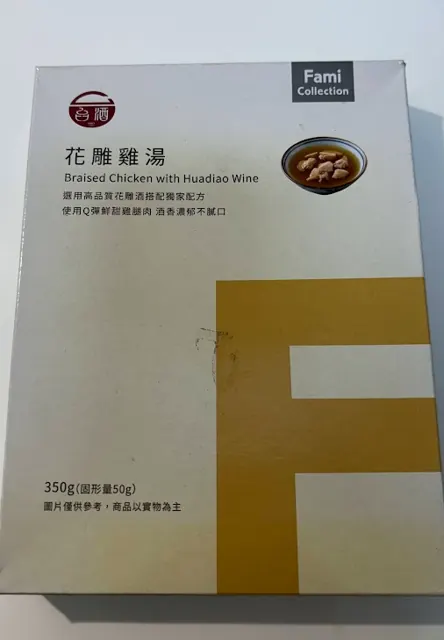 Fami
Collection
台酒
花雕雞湯
Braised Chicken with Huadiao Wine
選用高品質花雕酒搭配獨家配方
使用Q彈鮮甜雞腿肉 酒香濃郁不膩口
350g(固形量50g)
圖片僅供參考，商品以實物為主